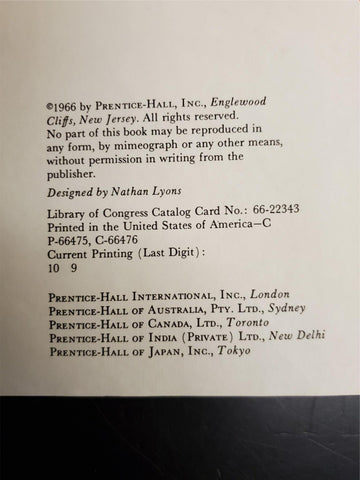 ©1966 by Prentice-Hall, Inc., Englewood
Cliffs, New Jersey. All rights reserved.
No part of this book may be reproduced in
any form, by mimeograph or any other means,
without permission in writing from the
publisher.
Designed by Nathan Lyons
Library of Congress Catalog Card No.: 66-22343
Printed in the United States of America—C
P-66475, C-66476
Current Printing (Last Digit):
10 9
Prentice-Hall International, Inc., London
Prentice-Hall of Australia, Pty. Ltd., Sydney
Prentice-Hall of Canada, Ltd., Toronto
Prentice-Hall of India (Private) Ltd., New Delhi
Prentice-Hall of Japan, Inc., Tokyo